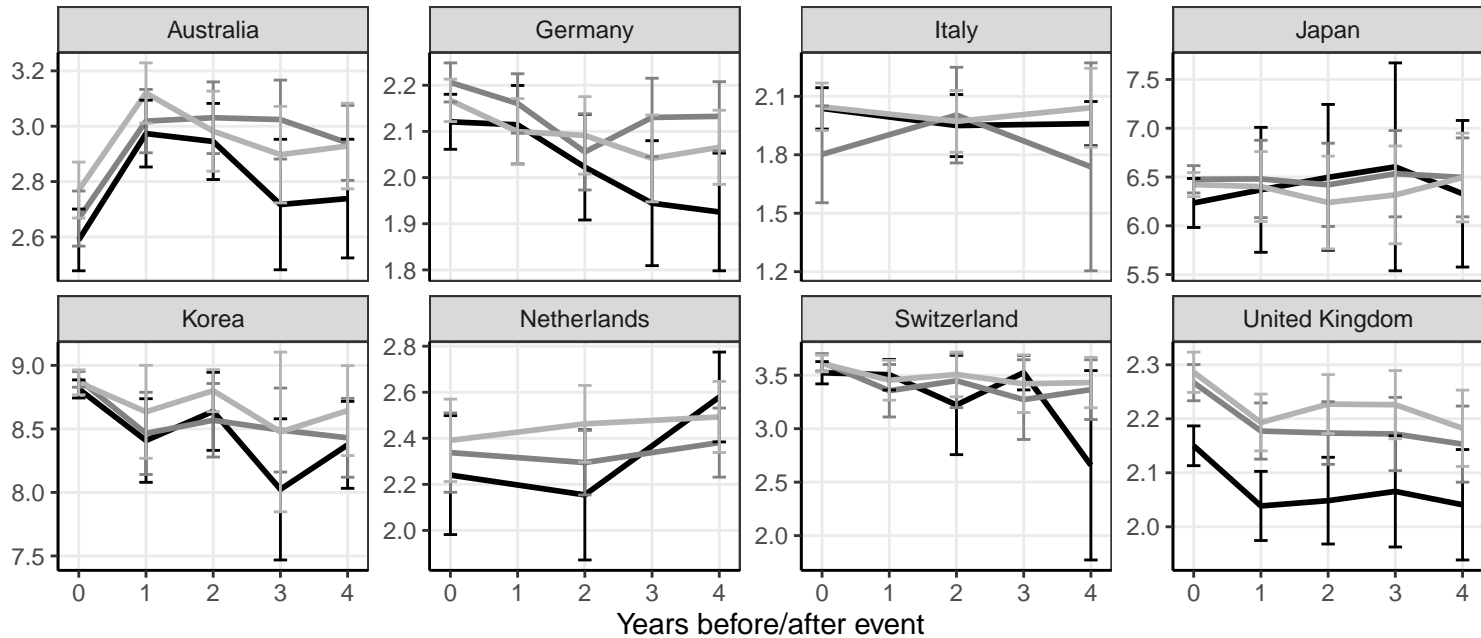 Australia
Germany
Italy
Japan
3.2
3.0
2.8
2.6
2.2
2.1
2.0
1.9
1.8
2.1
1.8
1.5
1.2
7.5
7.0
6.5
6.0
5.5
Korea
Netherlands
Switzerland
United Kingdom
9.0
8.5
8.0
7.5
2.8
2.6
2.4
2.2
2.0
3.5
3.0
2.5
2.0
2.3
2.2
2.1
2.0
0 1 2 3 4
0 1 2 3 4
0 1 2 3 4
0 1 2 3 4
Years before/after event